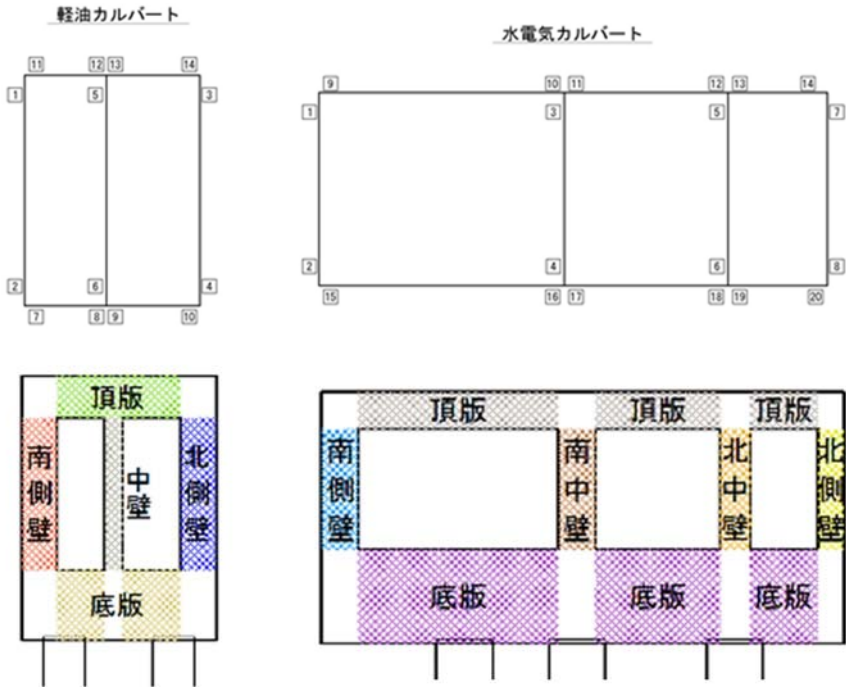 軽油カルバート
水電気カルバート
11 12 13 14
1 5 3
2 6 4
7 8 9 10
9 10 11 12 13 14
1 3 5 7
2 4 6 8
15 16 17 18 19 20
頂版
南側壁
中壁
北側壁
底版
頂版 頂版 頂版
南側壁
南中壁
北中壁
北側壁
底版 底版 底版